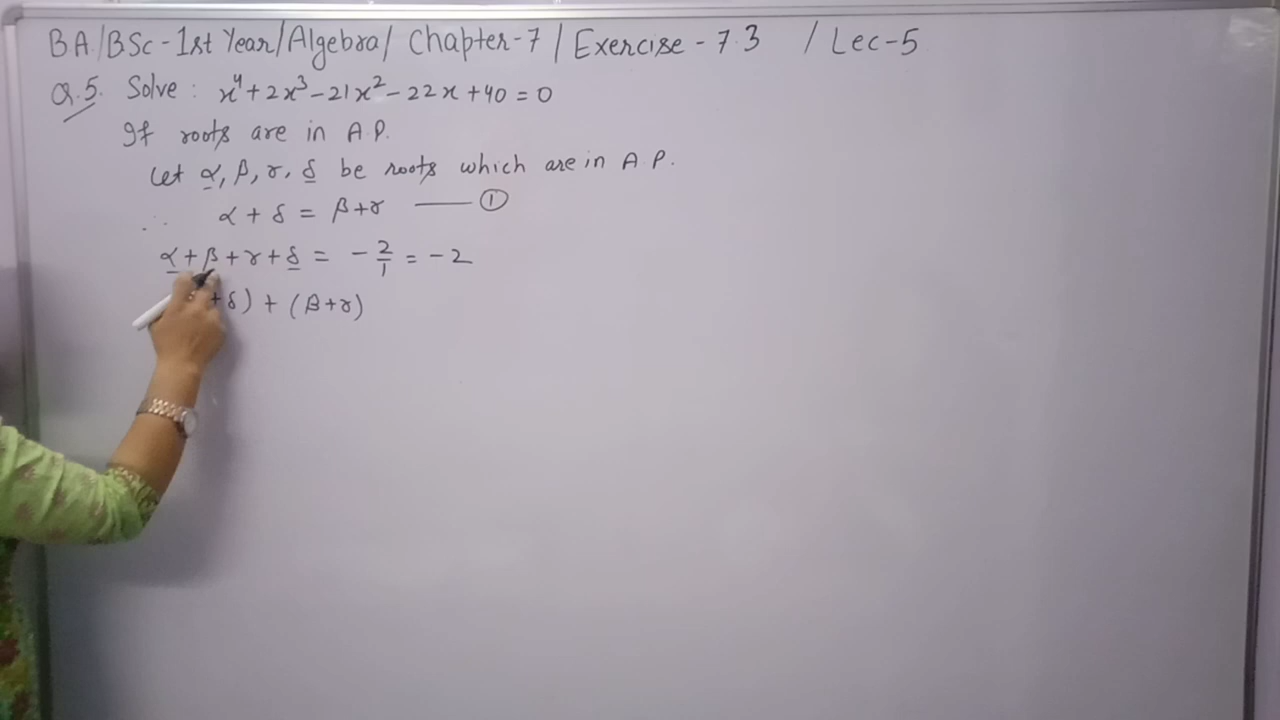 BA/BSc-1st Year/Algebra/ Chapter-7 / Exercise-7.3 / Lec-5
Q.5. Solve : x⁴+2x³-21x²-22x+40=0
If roots are in A.P.
Let α, β, γ, δ be roots which are in A.P.
∴ α+δ = β+γ —— ①
α+β+γ+δ = -2/1 = -2
+δ) + (β+γ)